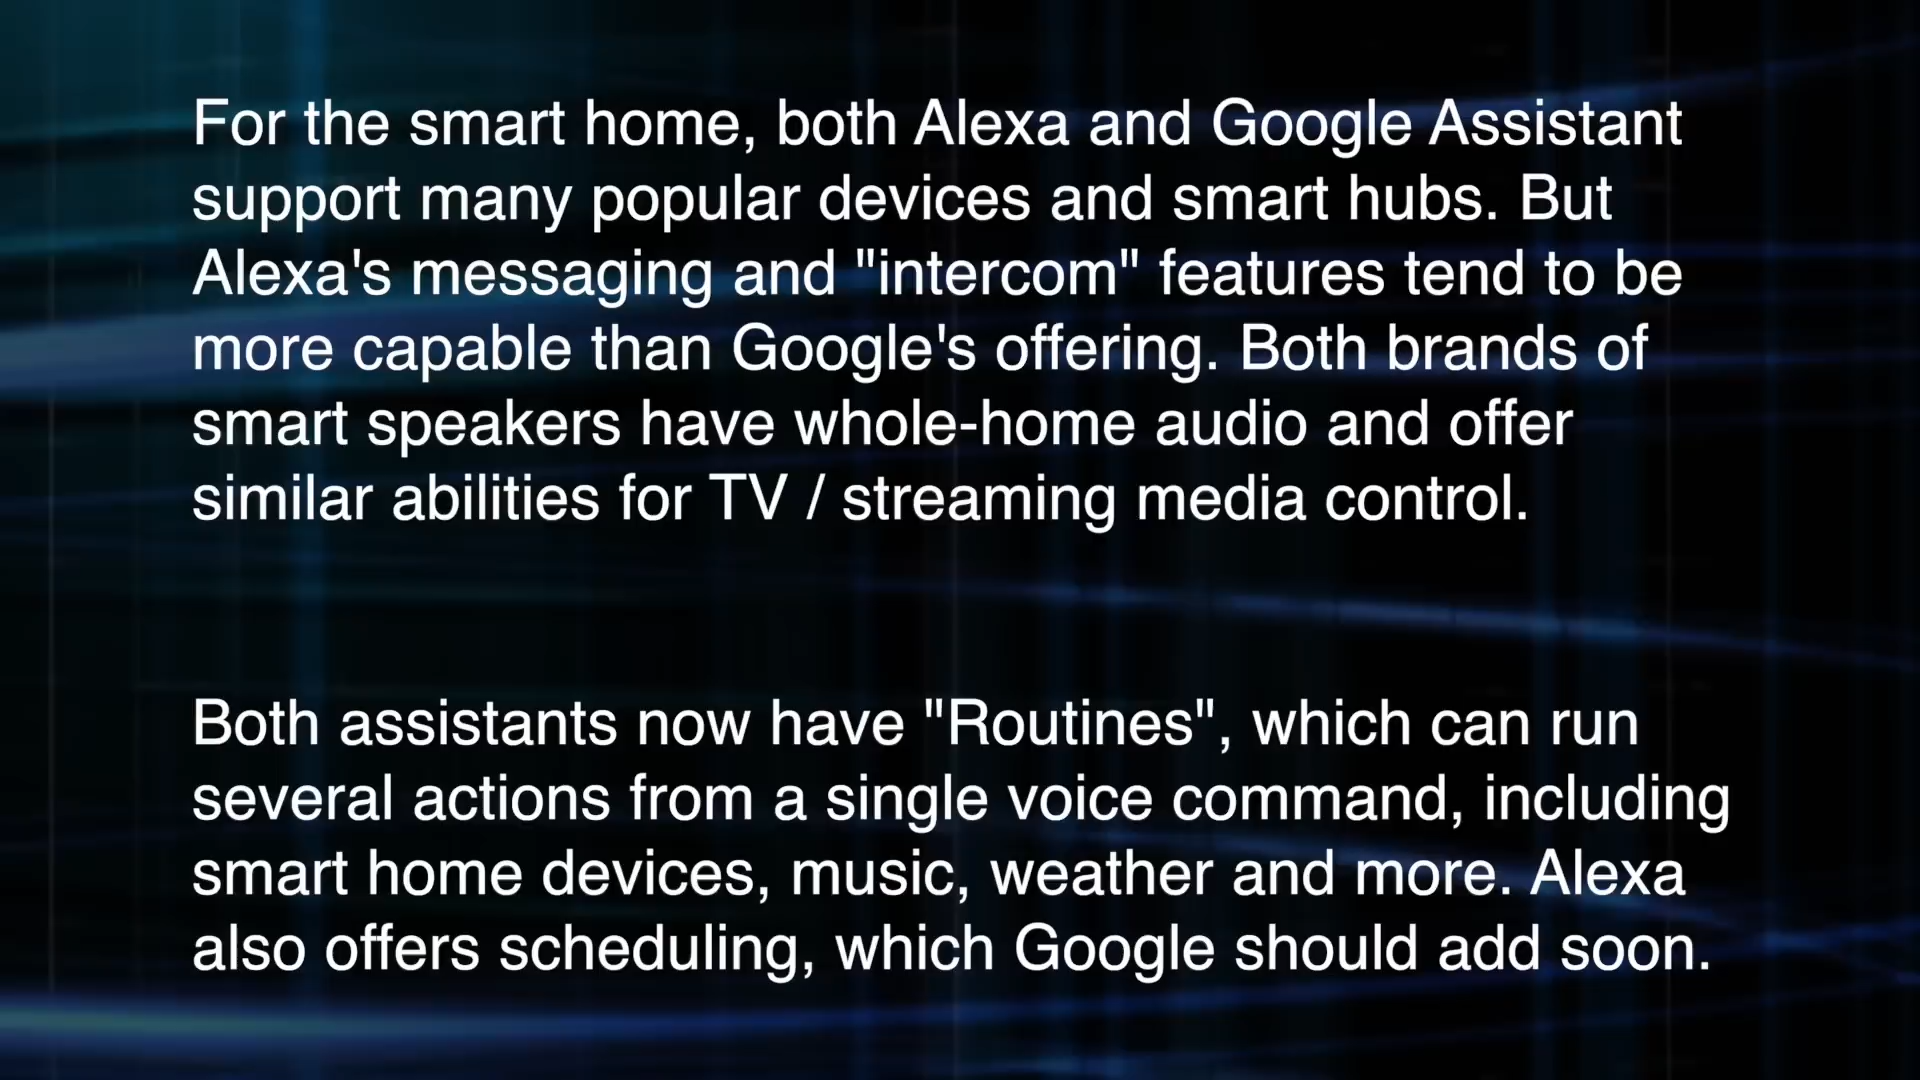 For the smart home, both Alexa and Google Assistant
support many popular devices and smart hubs. But
Alexa's messaging and "intercom" features tend to be
more capable than Google's offering. Both brands of
smart speakers have whole-home audio and offer
similar abilities for TV / streaming media control.
Both assistants now have "Routines", which can run
several actions from a single voice command, including
smart home devices, music, weather and more. Alexa
also offers scheduling, which Google should add soon.